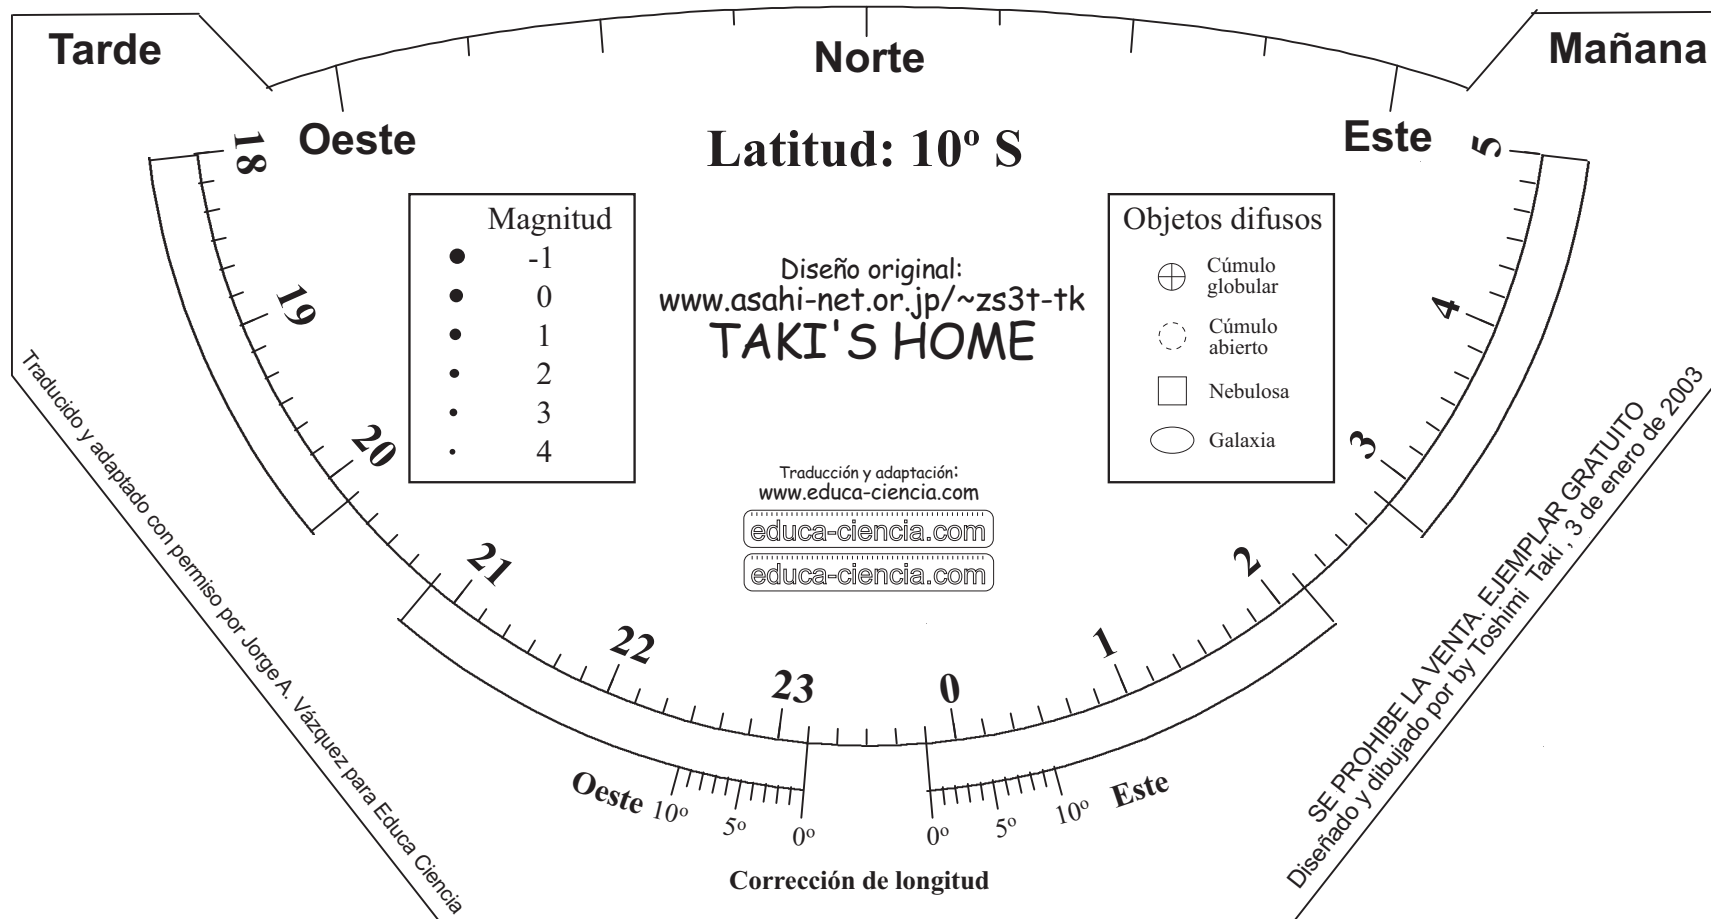 Tarde
Norte
Mañana
Oeste
Este
Latitud: 10º S
18
19
20
21
22
23
0
1
2
3
4
5
Magnitud
-1
0
1
2
3
4
Diseño original:
www.asahi-net.or.jp/~zs3t-tk
TAKI'S HOME
Objetos difusos
Cúmulo
globular
Cúmulo
abierto
Nebulosa
Galaxia
Traducción y adaptación:
www.educa-ciencia.com
educa-ciencia.com
educa-ciencia.com
Traducido y adaptado con permiso por Jorge A. Vázquez para Educa Ciencia
SE PROHIBE LA VENTA. EJEMPLAR GRATUITO
Diseñado y dibujado por by Toshimi Taki , 3 de enero de 2003
Oeste 10º 5º 0º
0º 5º 10º Este
Corrección de longitud